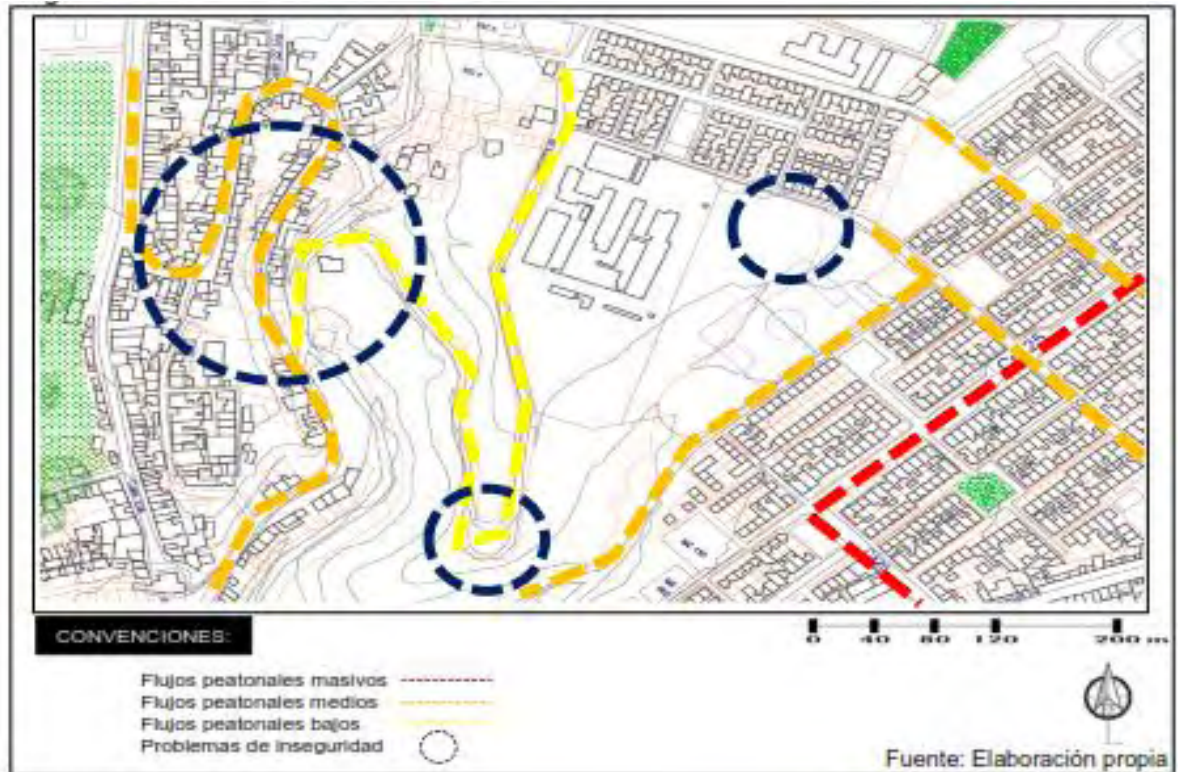 CONVENCIONES:
0 40 80 120 200 m
Flujos peatonales masivos
Flujos peatonales medios
Flujos peatonales bajos
Problemas de inseguridad
Fuente: Elaboración propia